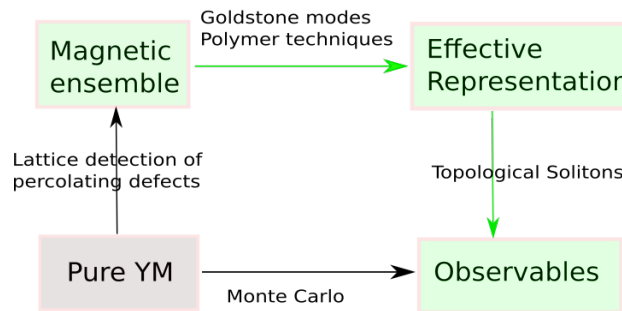 Goldstone modes
Polymer techniques
Magnetic
ensemble
Effective
Representation
Lattice detection of
percolating defects
Topological Solitons
Pure YM
Monte Carlo
Observables